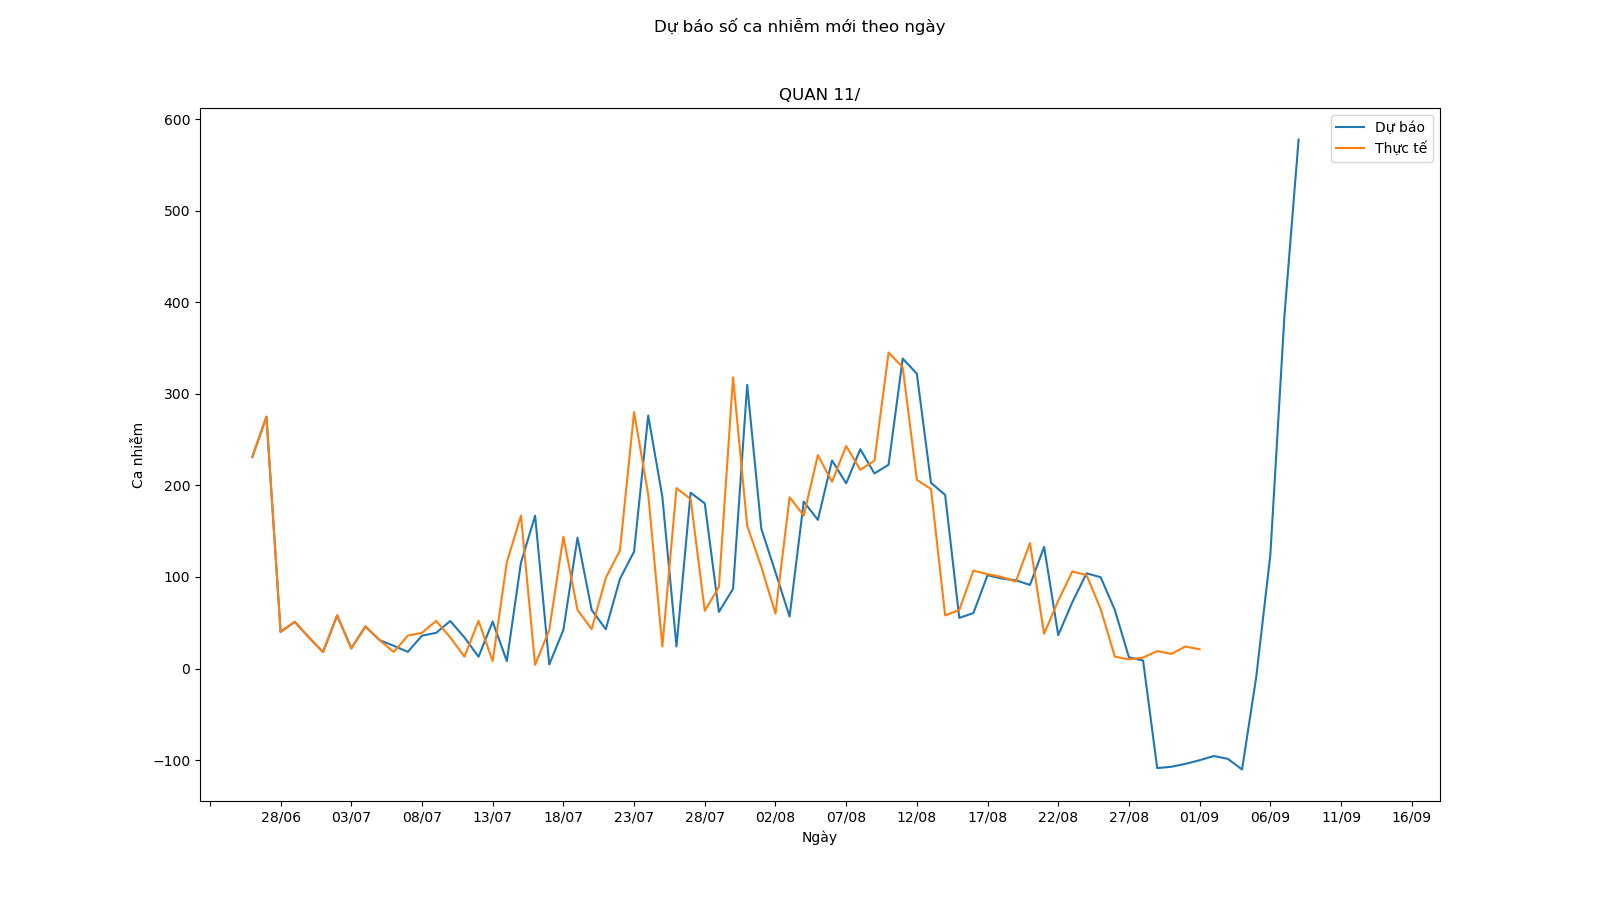 Dự báo số ca nhiễm mới theo ngày
QUAN 11/
Dự báo
Thực tế
600
500
400
300
200
100
0
−100
Ca nhiễm
28/06 03/07 08/07 13/07 18/07 23/07 28/07 02/08 07/08 12/08 17/08 22/08 27/08 01/09 06/09 11/09 16/09
Ngày